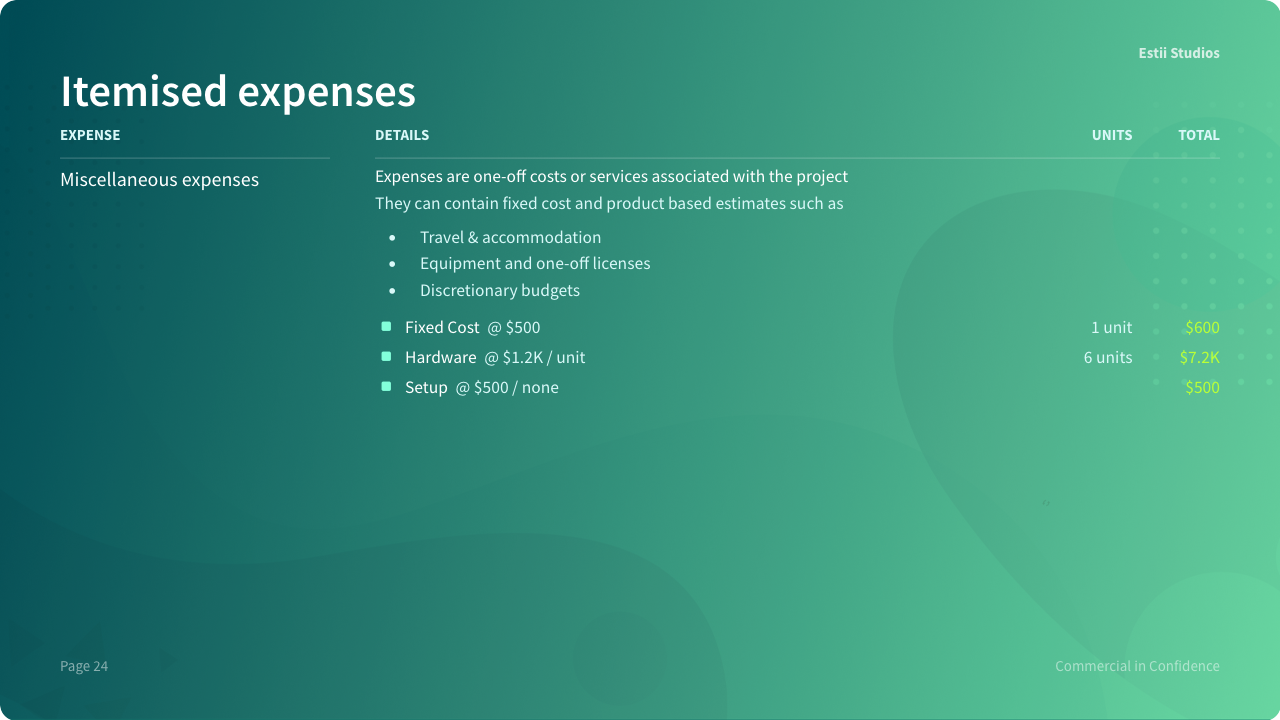 Estii Studios
Itemised expenses
EXPENSE DETAILS UNITS TOTAL
Miscellaneous expenses
Expenses are one-off costs or services associated with the project
They can contain fixed cost and product based estimates such as
• Travel & accommodation
• Equipment and one-off licenses
• Discretionary budgets
Fixed Cost @ $500 1 unit $600
Hardware @ $1.2K / unit 6 units $7.2K
Setup @ $500 / none $500
Page 24 Commercial in Confidence